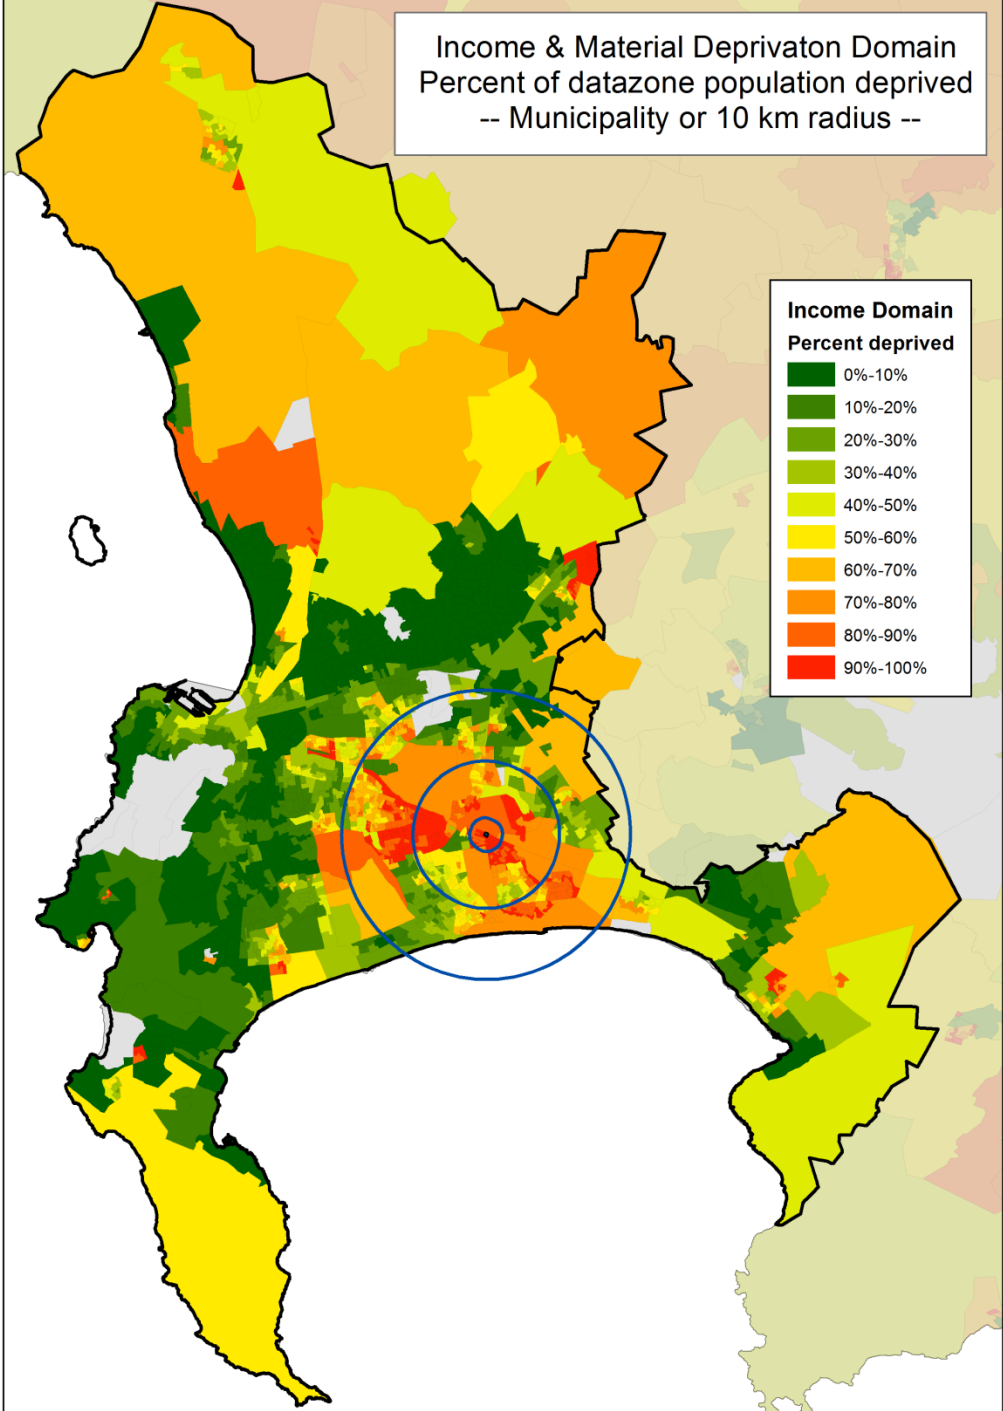 Income & Material Deprivaton Domain
Percent of datazone population deprived
-- Municipality or 10 km radius --
Income Domain
Percent deprived
0%-10%
10%-20%
20%-30%
30%-40%
40%-50%
50%-60%
60%-70%
70%-80%
80%-90%
90%-100%